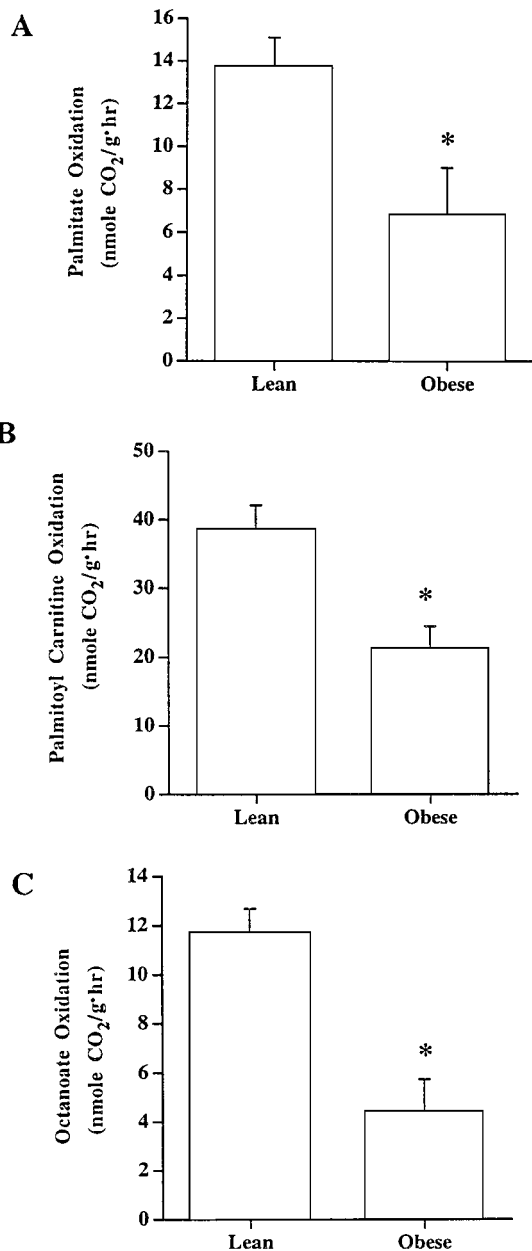 A
Palmitate Oxidation
(nmole CO2/g·hr)
16
14
12
10
8
6
4
2
0
*
Lean Obese
B
Palmitoyl Carnitine Oxidation
(nmole CO2/g·hr)
50
40
30
20
10
0
*
Lean Obese
C
Octanoate Oxidation
(nmole CO2/g·hr)
14
12
10
8
6
4
2
0
*
Lean Obese